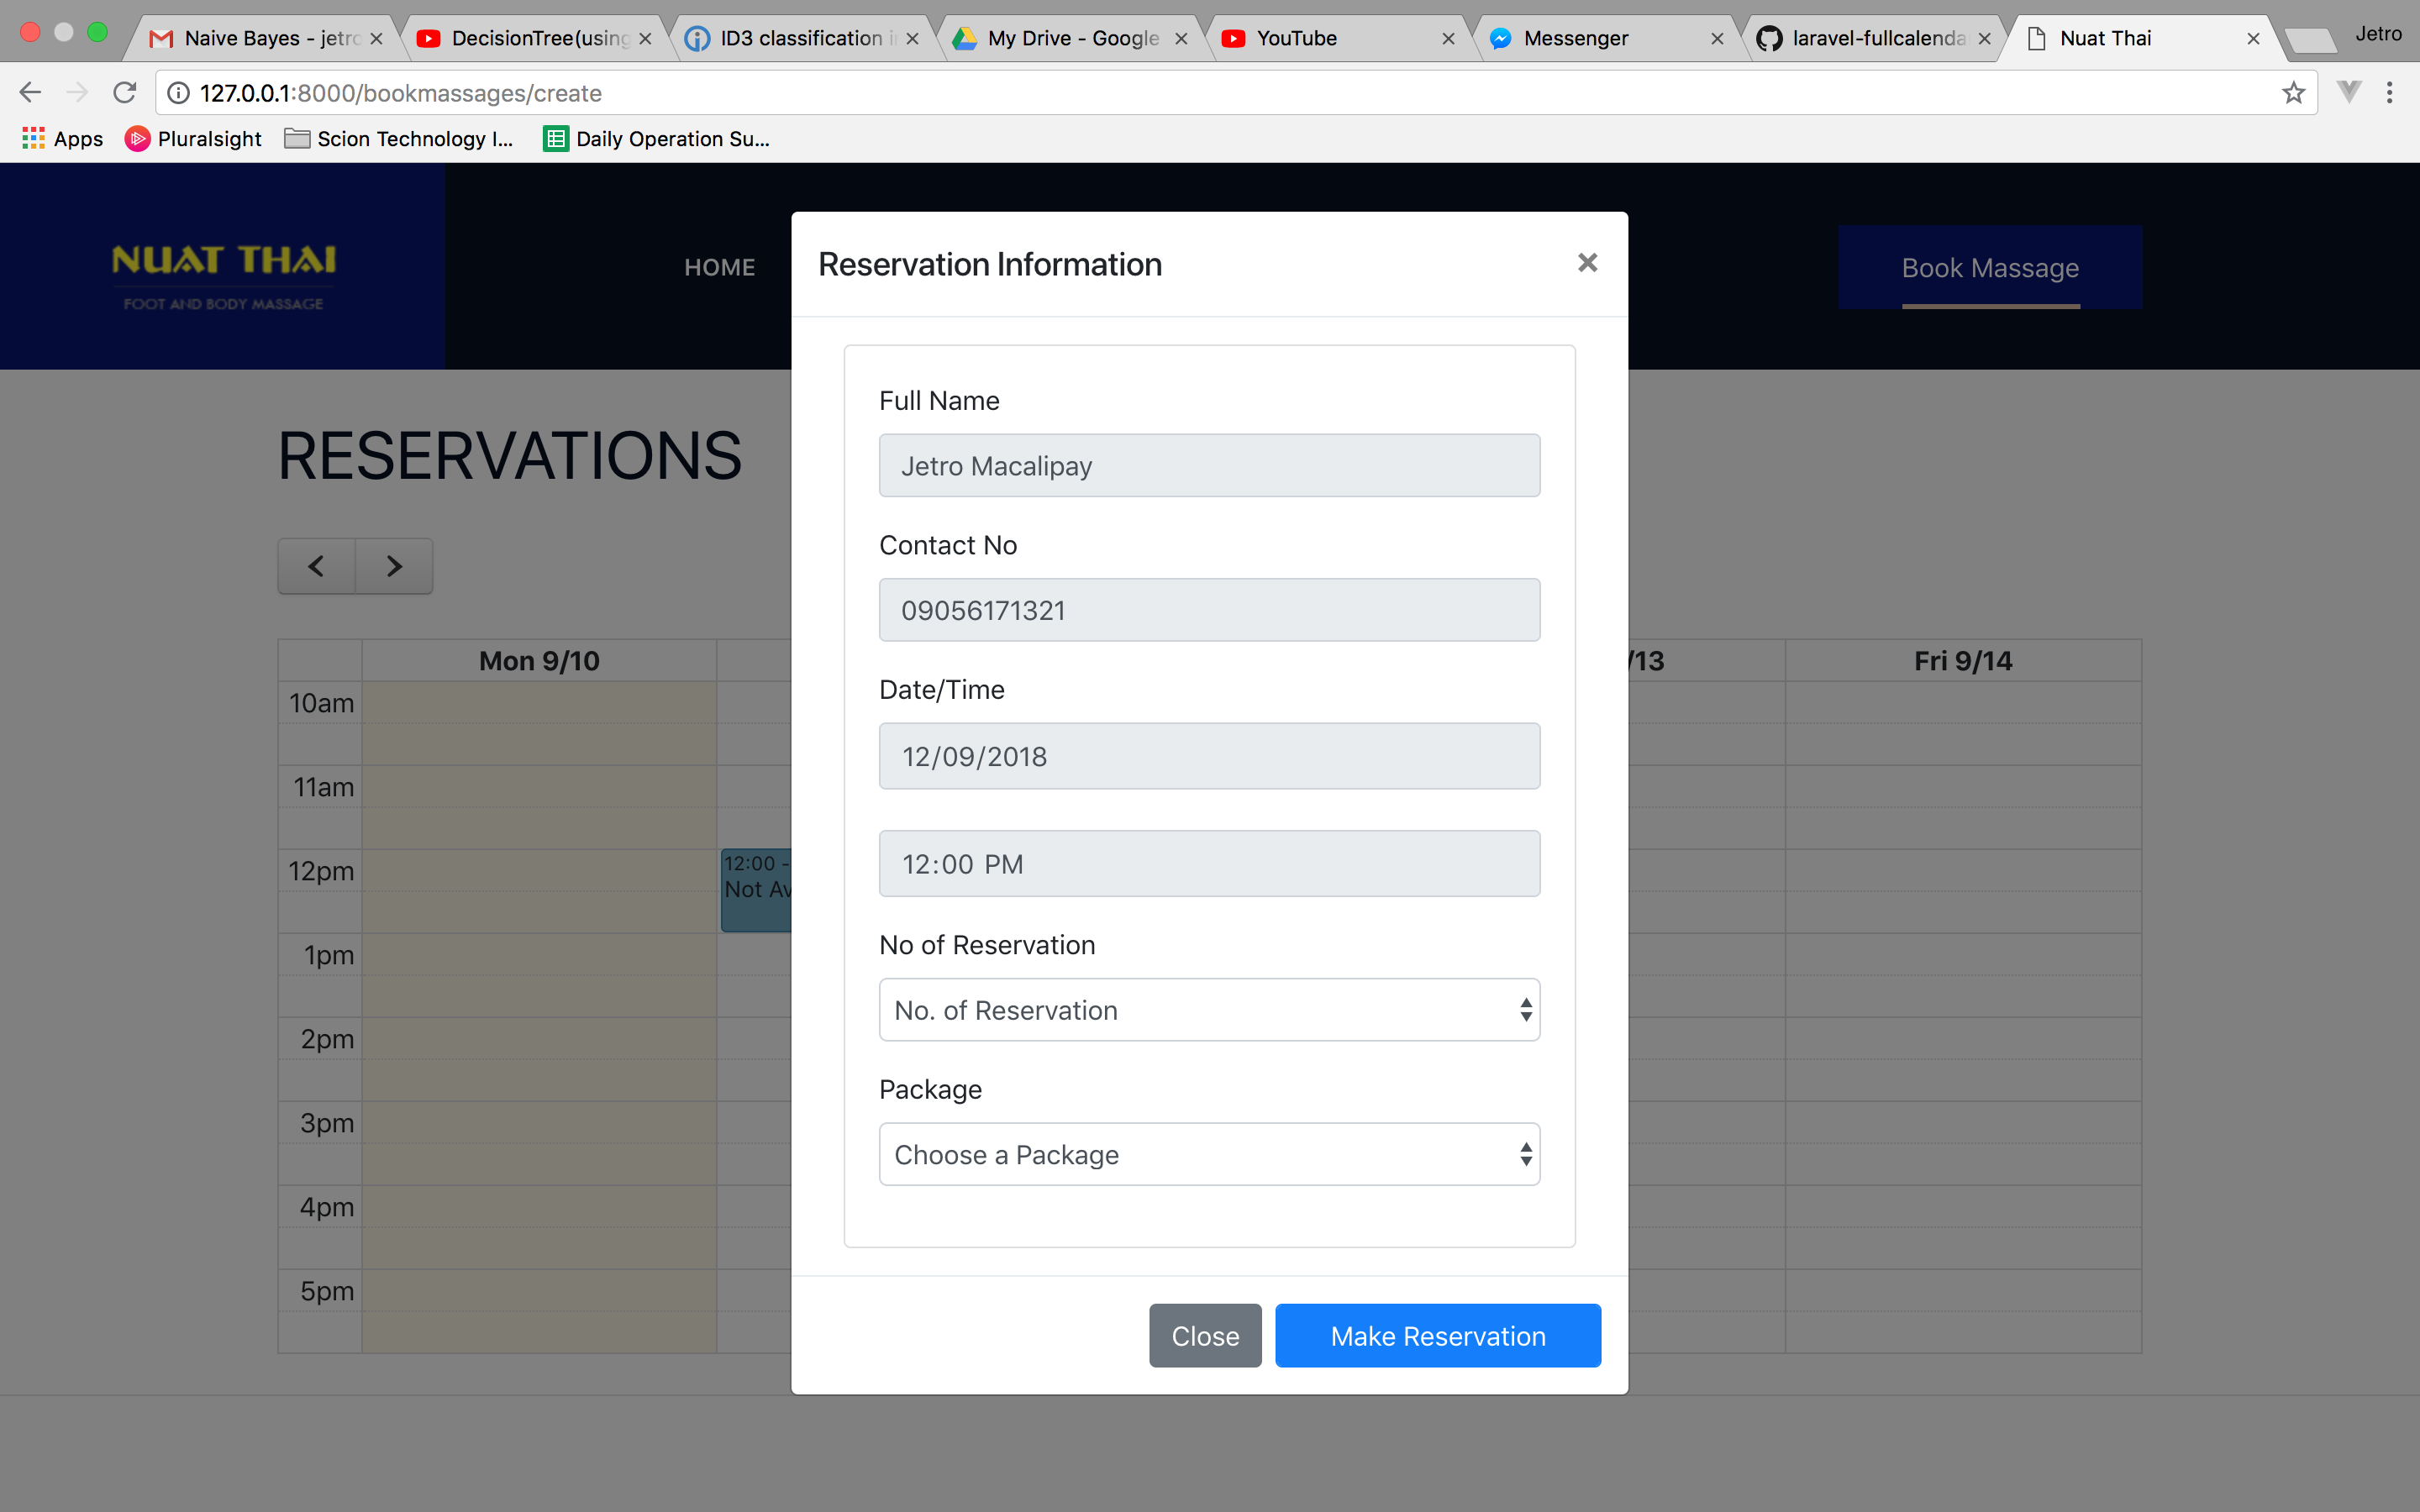 Naive Bayes - jetro
DecisionTree(using
ID3 classification i
My Drive - Google
YouTube
Messenger
laravel-fullcalenda
Nuat Thai
Jetro
127.0.0.1:8000/bookmassages/create
Apps
Pluralsight
Scion Technology I...
Daily Operation Su...
NUAT THAI
FOOT AND BODY MASSAGE
HOME
Book Massage
RESERVATIONS
Mon 9/10
/13
Fri 9/14
10am
11am
12pm
1pm
2pm
3pm
4pm
5pm
12:00 -
Not Av
Reservation Information
Full Name
Jetro Macalipay
Contact No
09056171321
Date/Time
12/09/2018
12:00 PM
No of Reservation
No. of Reservation
Package
Choose a Package
Close
Make Reservation